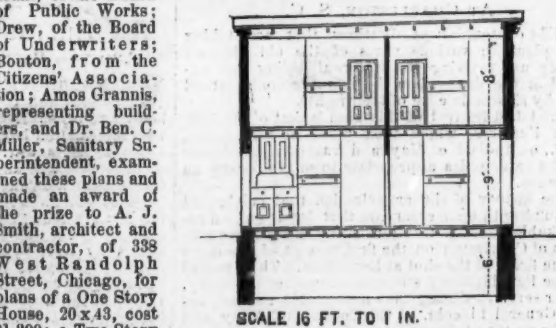 of Public Works;
Drew, of the Board
of Underwriters;
Bouton, from the
Citizens' Associa-
tion; Amos Grannis,
representing build-
ers, and Dr. Ben. C.
Miller, Sanitary Su-
perintendent, exam-
ned these plans and
made an award of
the prize to A. J.
Smith, architect and
contractor, of 338
West Randolph
Street, Chicago, for
plans of a One Story
House, 20x43, cost
8'
9'
6'
SCALE 16 FT. TO 1 IN.